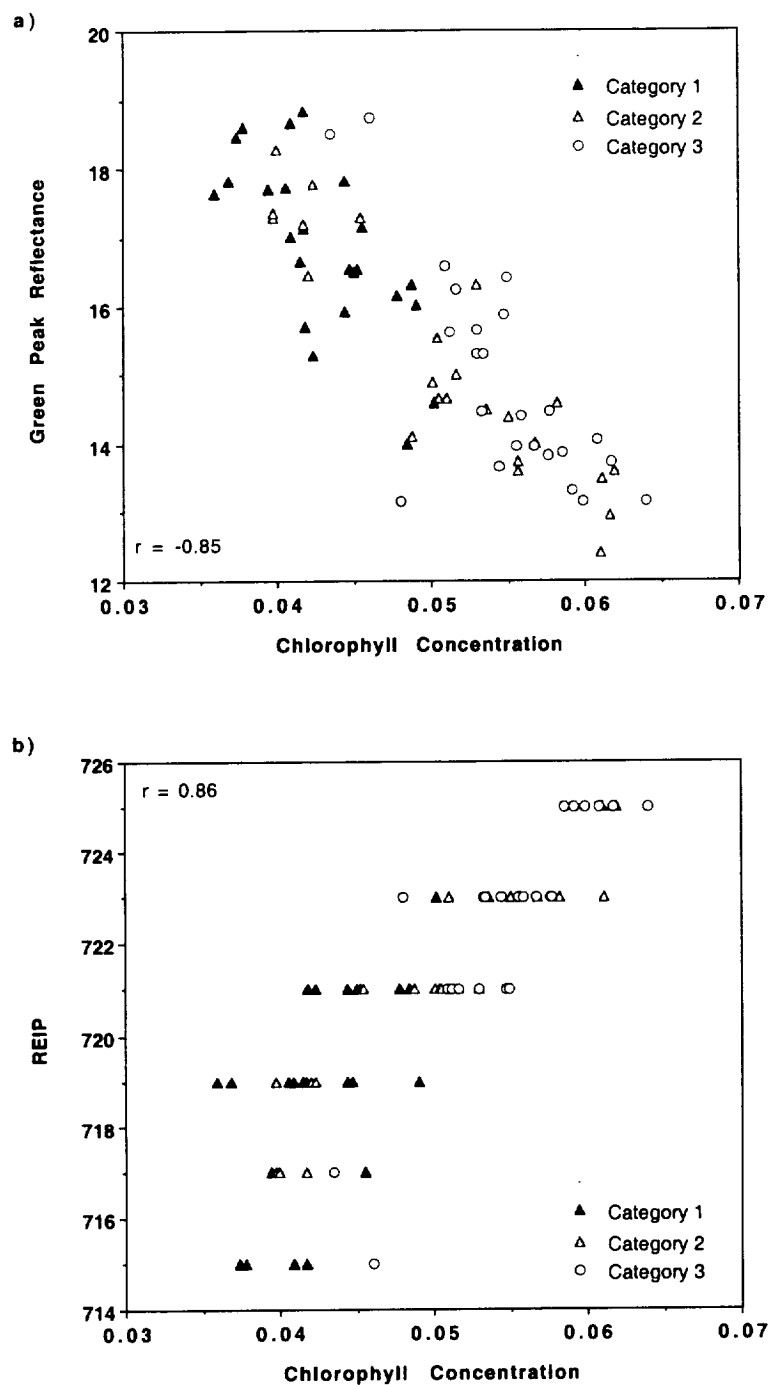 a)
20
18
16
14
12
Green Peak Reflectance
Category 1
Category 2
Category 3
r = -0.85
0.03 0.04 0.05 0.06 0.07
Chlorophyll Concentration
b)
726
724
722
720
718
716
714
REIP
r = 0.86
Category 1
Category 2
Category 3
0.03 0.04 0.05 0.06 0.07
Chlorophyll Concentration